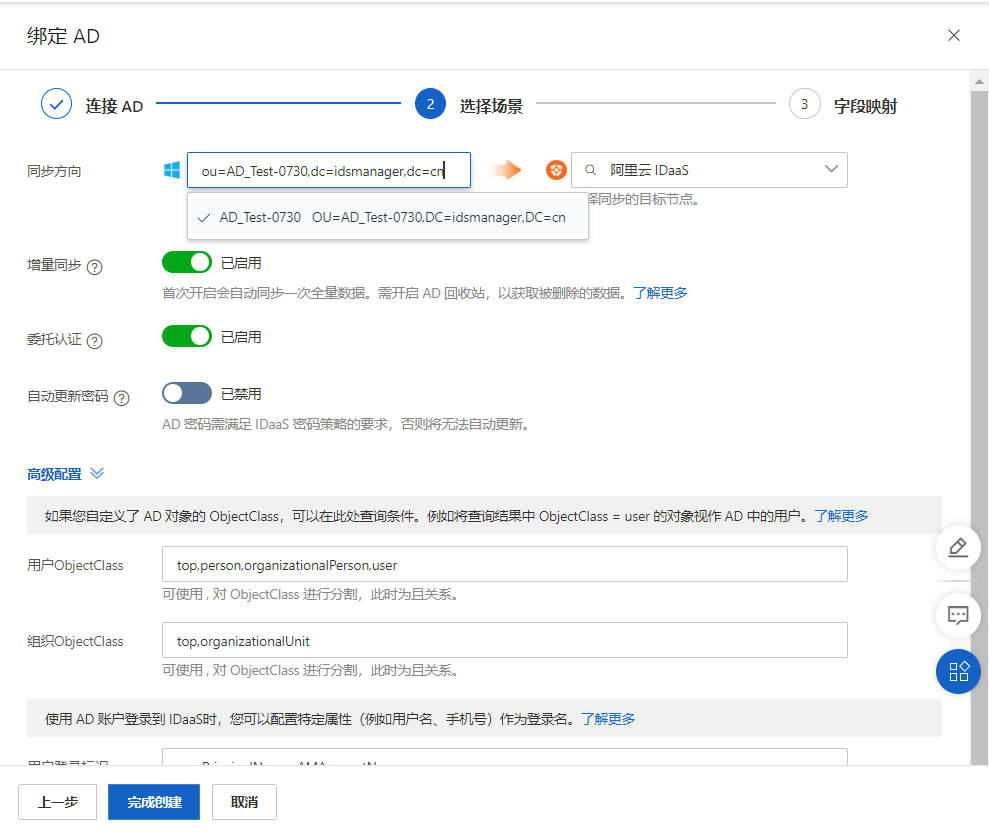 绑定 AD
连接 AD
2
选择场景
3
字段映射
同步方向
ou=AD_Test-0730,dc=idsmanager,dc=cn
阿里云 IDaaS
择同步的目标节点。
AD_Test-0730 OU=AD_Test-0730,DC=idsmanager,DC=cn
增量同步 ?
已启用
首次开启会自动同步一次全量数据。需开启 AD 回收站，以获取被删除的数据。了解更多
委托认证 ?
已启用
自动更新密码 ?
已禁用
AD 密码需满足 IDaaS 密码策略的要求，否则将无法自动更新。
高级配置
如果您自定义了 AD 对象的 ObjectClass，可以在此处查询条件。例如将查询结果中 ObjectClass = user 的对象视作 AD 中的用户。了解更多
用户ObjectClass
top,person,organizationalPerson,user
可使用 , 对 ObjectClass 进行分割，此时为且关系。
组织ObjectClass
top,organizationalUnit
可使用 , 对 ObjectClass 进行分割，此时为且关系。
使用 AD 账户登录到 IDaaS时，您可以配置特定属性（例如用户名、手机号）作为登录名。了解更多
用户登录标识
上一步
完成创建
取消